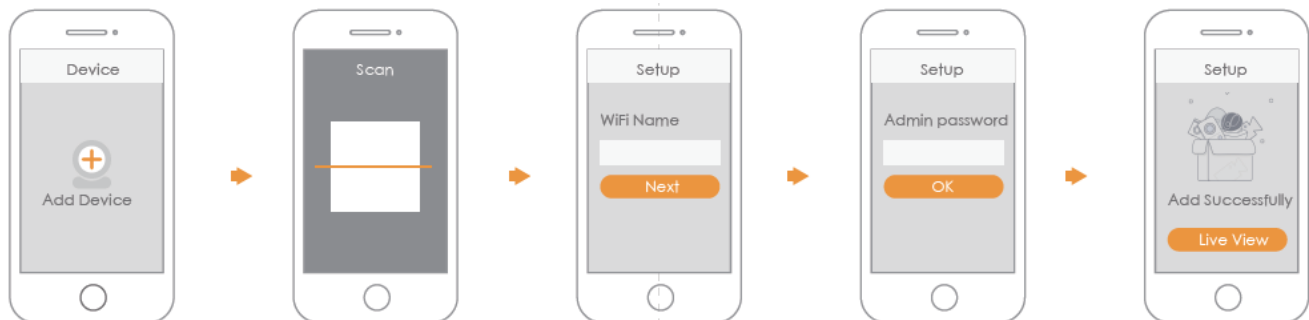 Device
Add Device
Scan
Setup
WiFi Name
Next
Setup
Admin password
OK
Setup
Add Successfully
Live View